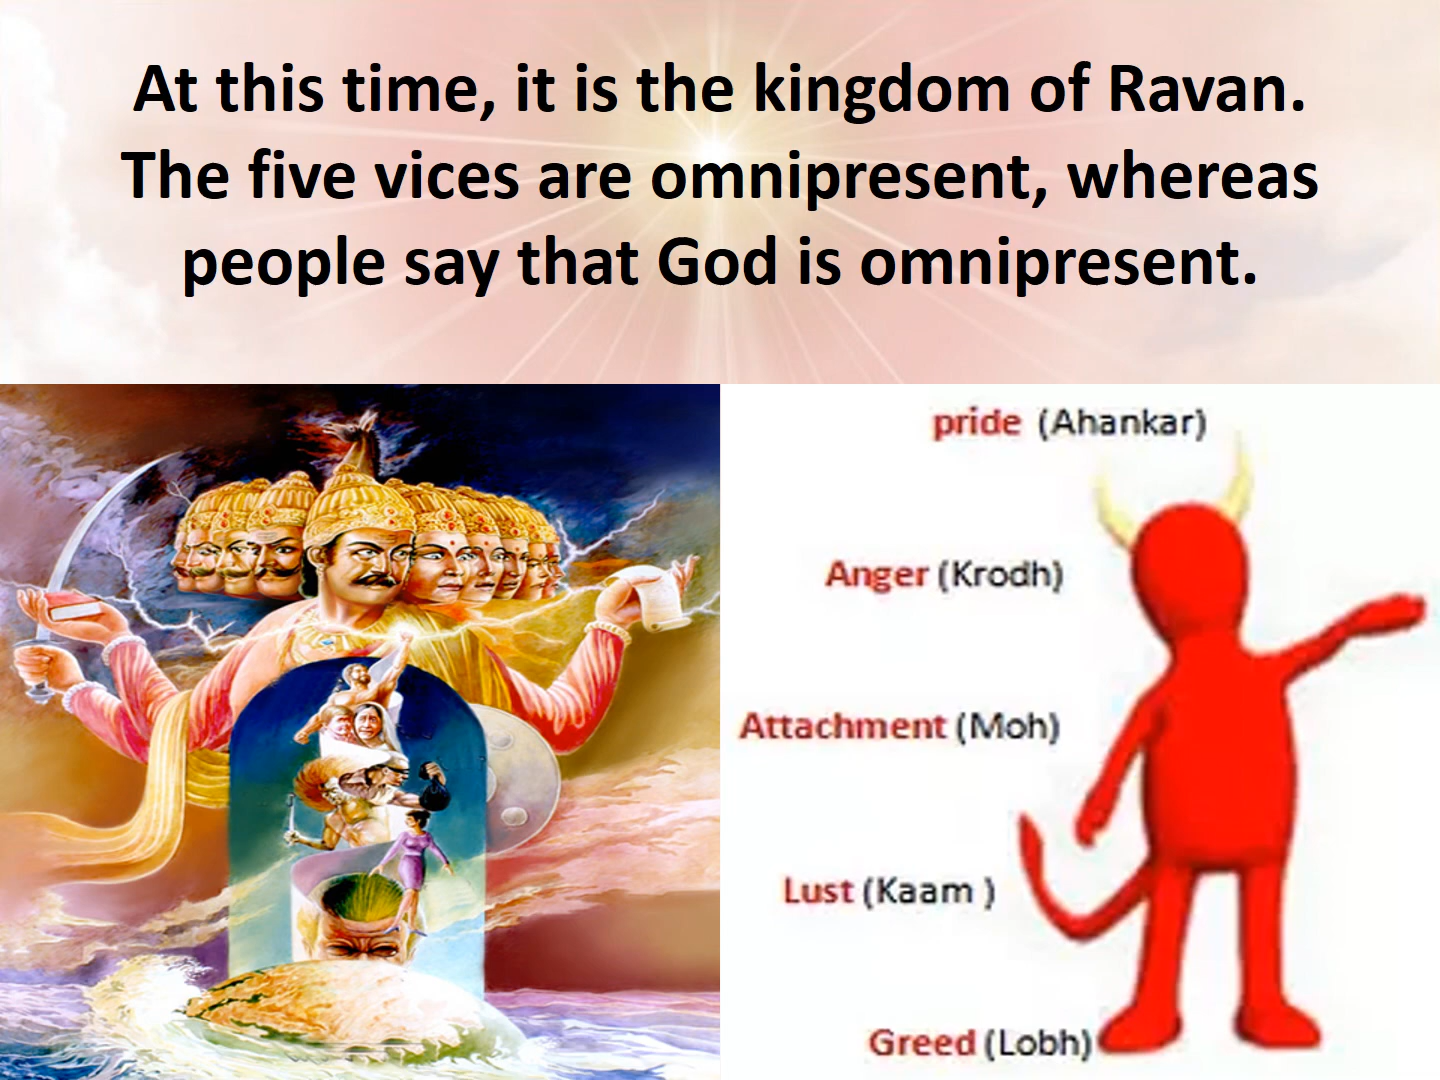 At this time, it is the kingdom of Ravan.
The five vices are omnipresent, whereas
people say that God is omnipresent.
pride (Ahankar)
Anger (Krodh)
Attachment (Moh)
Lust (Kaam )
Greed (Lobh)